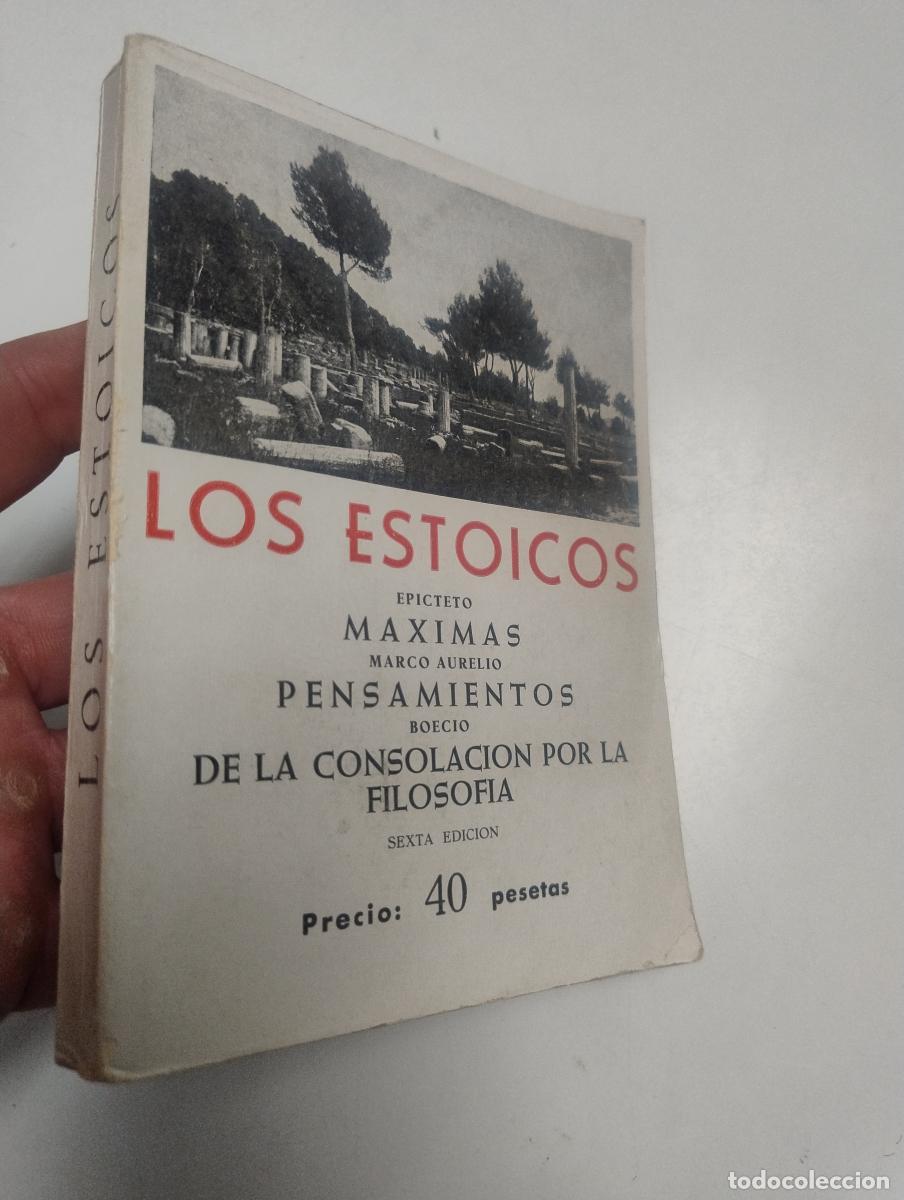 LOS ESTOICOS
LOS ESTOICOS
EPICTETO
MAXIMAS
MARCO AURELIO
PENSAMIENTOS
BOECIO
DE LA CONSOLACION POR LA
FILOSOFIA
SEXTA EDICION
Precio: 40 pesetas
todocoleccion